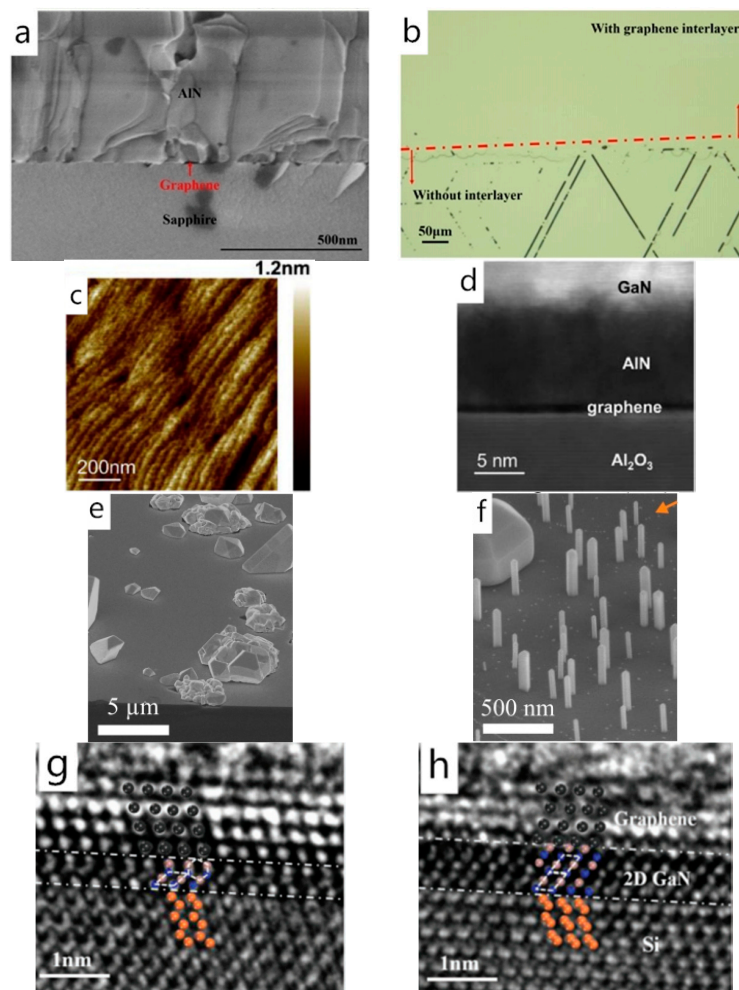 a
AlN
Graphene
Sapphire
500nm
b
With graphene interlayer
Without interlayer
50μm
c
1.2nm
200nm
d
GaN
AlN
graphene
Al₂O₃
5 nm
e
5 μm
f
500 nm
g
1nm
h
Graphene
2D GaN
Si
1nm